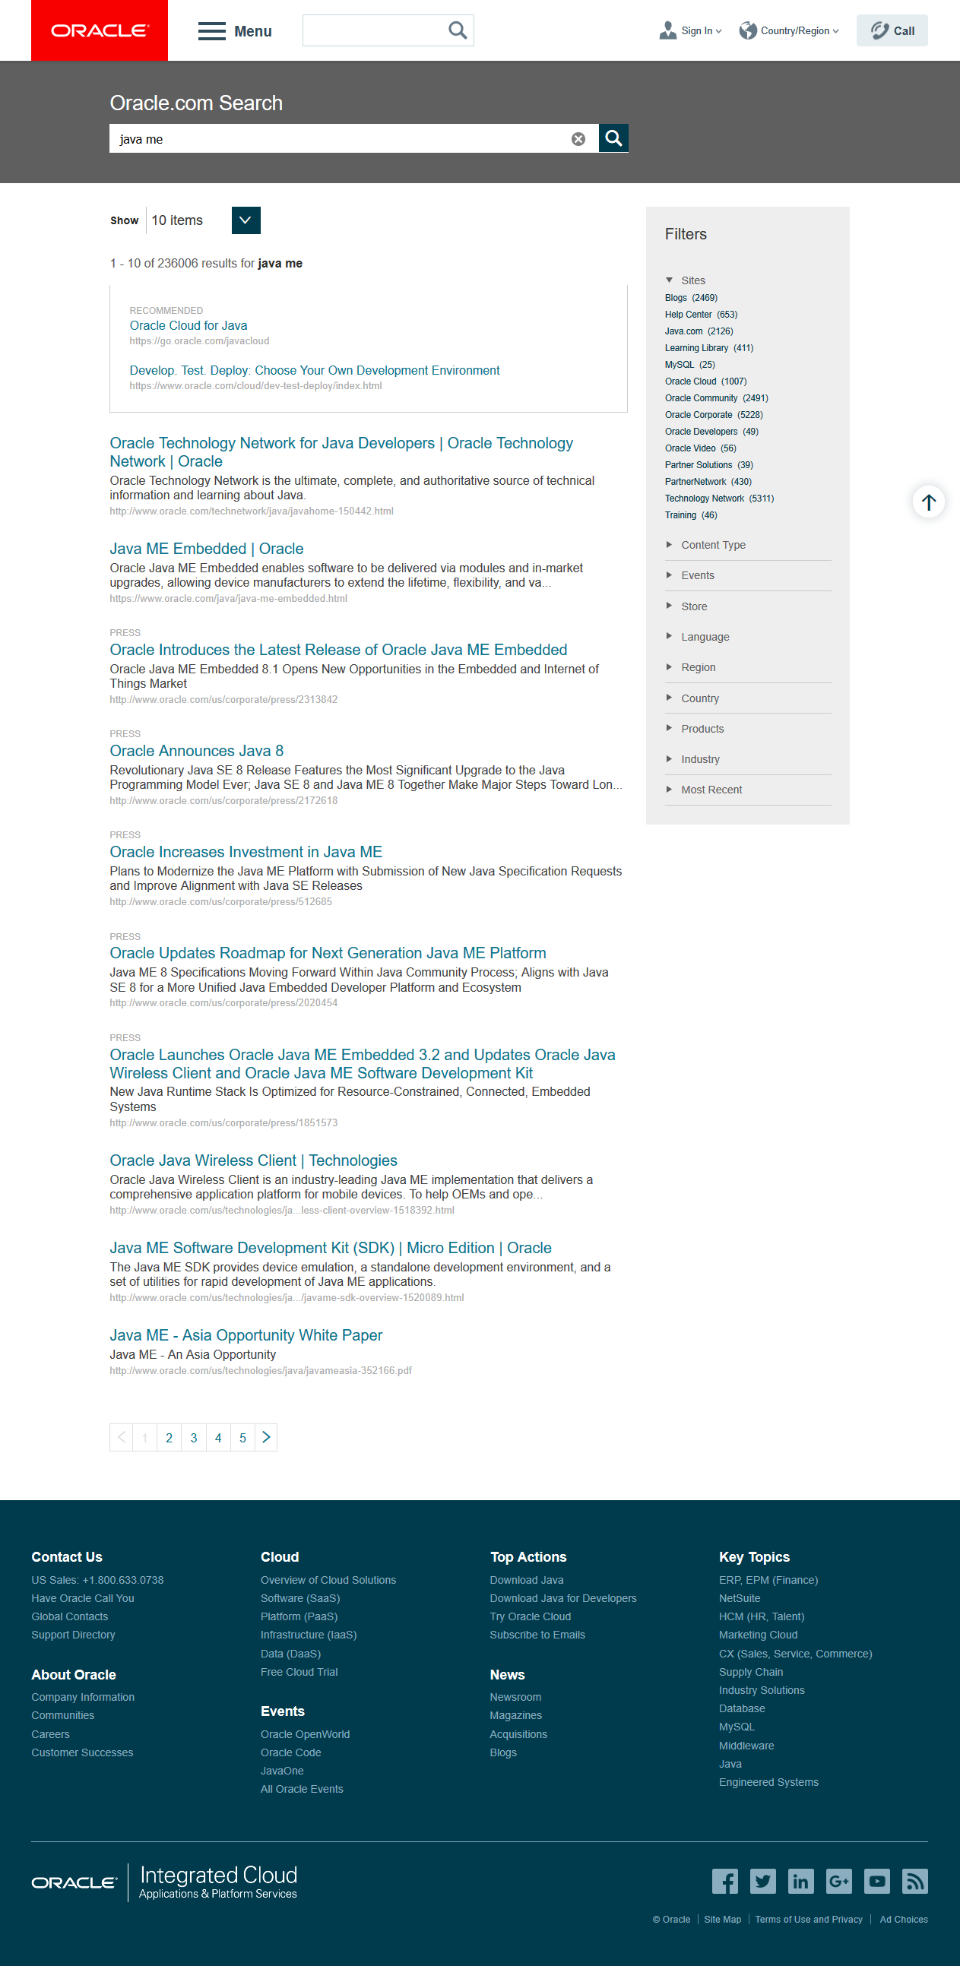 ORACLE
Menu
Sign In
Country/Region
Call
Oracle.com Search
java me
Show
10 items
1 - 10 of 236006 results for java me
RECOMMENDED
Oracle Cloud for Java
https://go.oracle.com/javacloud
Develop. Test. Deploy: Choose Your Own Development Environment
https://www.oracle.com/cloud/dev-test-deploy/index.html
Oracle Technology Network for Java Developers | Oracle Technology
Network | Oracle
Oracle Technology Network is the ultimate, complete, and authoritative source of technical
information and learning about Java.
http://www.oracle.com/technetwork/java/javahome-150442.html
Java ME Embedded | Oracle
Oracle Java ME Embedded enables software to be delivered via modules and in-market
upgrades, allowing device manufacturers to extend the lifetime, flexibility, and va...
https://www.oracle.com/java/java-me-embedded.html
PRESS
Oracle Introduces the Latest Release of Oracle Java ME Embedded
Oracle Java ME Embedded 8.1 Opens New Opportunities in the Embedded and Internet of
Things Market
http://www.oracle.com/us/corporate/press/2313842
PRESS
Oracle Announces Java 8
Revolutionary Java SE 8 Release Features the Most Significant Upgrade to the Java
Programming Model Ever; Java SE 8 and Java ME 8 Together Make Major Steps Toward Lon...
http://www.oracle.com/us/corporate/press/2172618
PRESS
Oracle Increases Investment in Java ME
Plans to Modernize the Java ME Platform with Submission of New Java Specification Requests
and Improve Alignment with Java SE Releases
http://www.oracle.com/us/corporate/press/512685
PRESS
Oracle Updates Roadmap for Next Generation Java ME Platform
Java ME 8 Specifications Moving Forward Within Java Community Process; Aligns with Java
SE 8 for a More Unified Java Embedded Developer Platform and Ecosystem
http://www.oracle.com/us/corporate/press/2020454
PRESS
Oracle Launches Oracle Java ME Embedded 3.2 and Updates Oracle Java
Wireless Client and Oracle Java ME Software Development Kit
New Java Runtime Stack Is Optimized for Resource-Constrained, Connected, Embedded
Systems
http://www.oracle.com/us/corporate/press/1851573
Oracle Java Wireless Client | Technologies
Oracle Java Wireless Client is an industry-leading Java ME implementation that delivers a
comprehensive application platform for mobile devices. To help OEMs and ope...
http://www.oracle.com/us/technologies/ja...less-client-overview-1518392.html
Java ME Software Development Kit (SDK) | Micro Edition | Oracle
The Java ME SDK provides device emulation, a standalone development environment, and a
set of utilities for rapid development of Java ME applications.
http://www.oracle.com/us/technologies/ja.../javame-sdk-overview-1520089.html
Java ME - Asia Opportunity White Paper
Java ME - An Asia Opportunity
http://www.oracle.com/us/technologies/java/javameasia-352166.pdf
1 2 3 4 5
Filters
Sites
Blogs (2469)
Help Center (653)
Java.com (2126)
Learning Library (411)
MySQL (25)
Oracle Cloud (1007)
Oracle Community (2491)
Oracle Corporate (5228)
Oracle Developers (49)
Oracle Video (56)
Partner Solutions (39)
PartnerNetwork (430)
Technology Network (5311)
Training (46)
Content Type
Events
Store
Language
Region
Country
Products
Industry
Most Recent
Contact Us
US Sales: +1.800.633.0738
Have Oracle Call You
Global Contacts
Support Directory
About Oracle
Company Information
Communities
Careers
Customer Successes
Cloud
Overview of Cloud Solutions
Software (SaaS)
Platform (PaaS)
Infrastructure (IaaS)
Data (DaaS)
Free Cloud Trial
Events
Oracle OpenWorld
Oracle Code
JavaOne
All Oracle Events
Top Actions
Download Java
Download Java for Developers
Try Oracle Cloud
Subscribe to Emails
News
Newsroom
Magazines
Acquisitions
Blogs
Key Topics
ERP, EPM (Finance)
NetSuite
HCM (HR, Talent)
Marketing Cloud
CX (Sales, Service, Commerce)
Supply Chain
Industry Solutions
Database
MySQL
Middleware
Java
Engineered Systems
ORACLE
Integrated Cloud
Applications & Platform Services
© Oracle | Site Map | Terms of Use and Privacy | Ad Choices